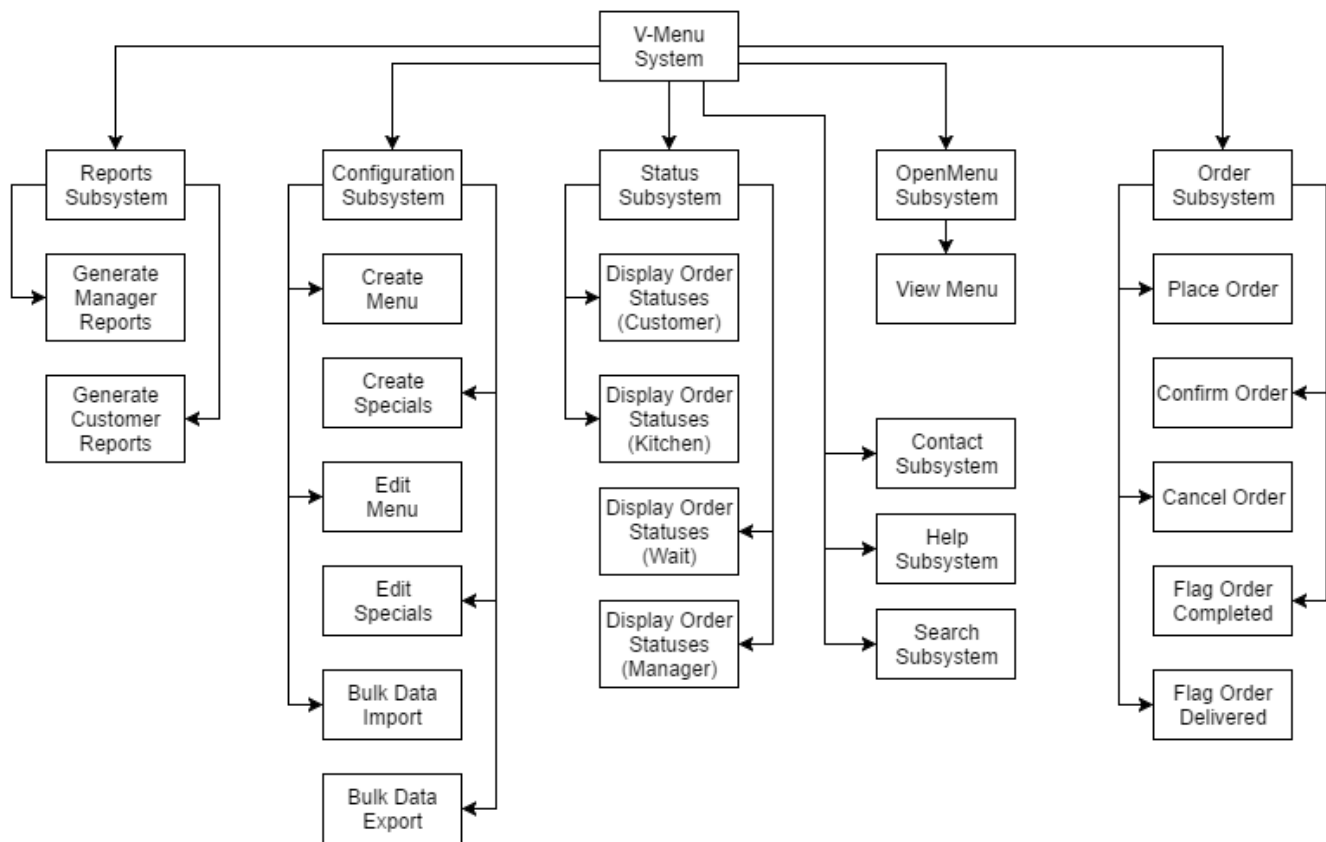 V-Menu
System
Reports
Subsystem
Configuration
Subsystem
Status
Subsystem
OpenMenu
Subsystem
Order
Subsystem
Generate
Manager
Reports
Generate
Customer
Reports
Create
Menu
Create
Specials
Edit
Menu
Edit
Specials
Bulk Data
Import
Bulk Data
Export
Display Order
Statuses
(Customer)
Display Order
Statuses
(Kitchen)
Display Order
Statuses
(Wait)
Display Order
Statuses
(Manager)
View Menu
Contact
Subsystem
Help
Subsystem
Search
Subsystem
Place Order
Confirm Order
Cancel Order
Flag Order
Completed
Flag Order
Delivered